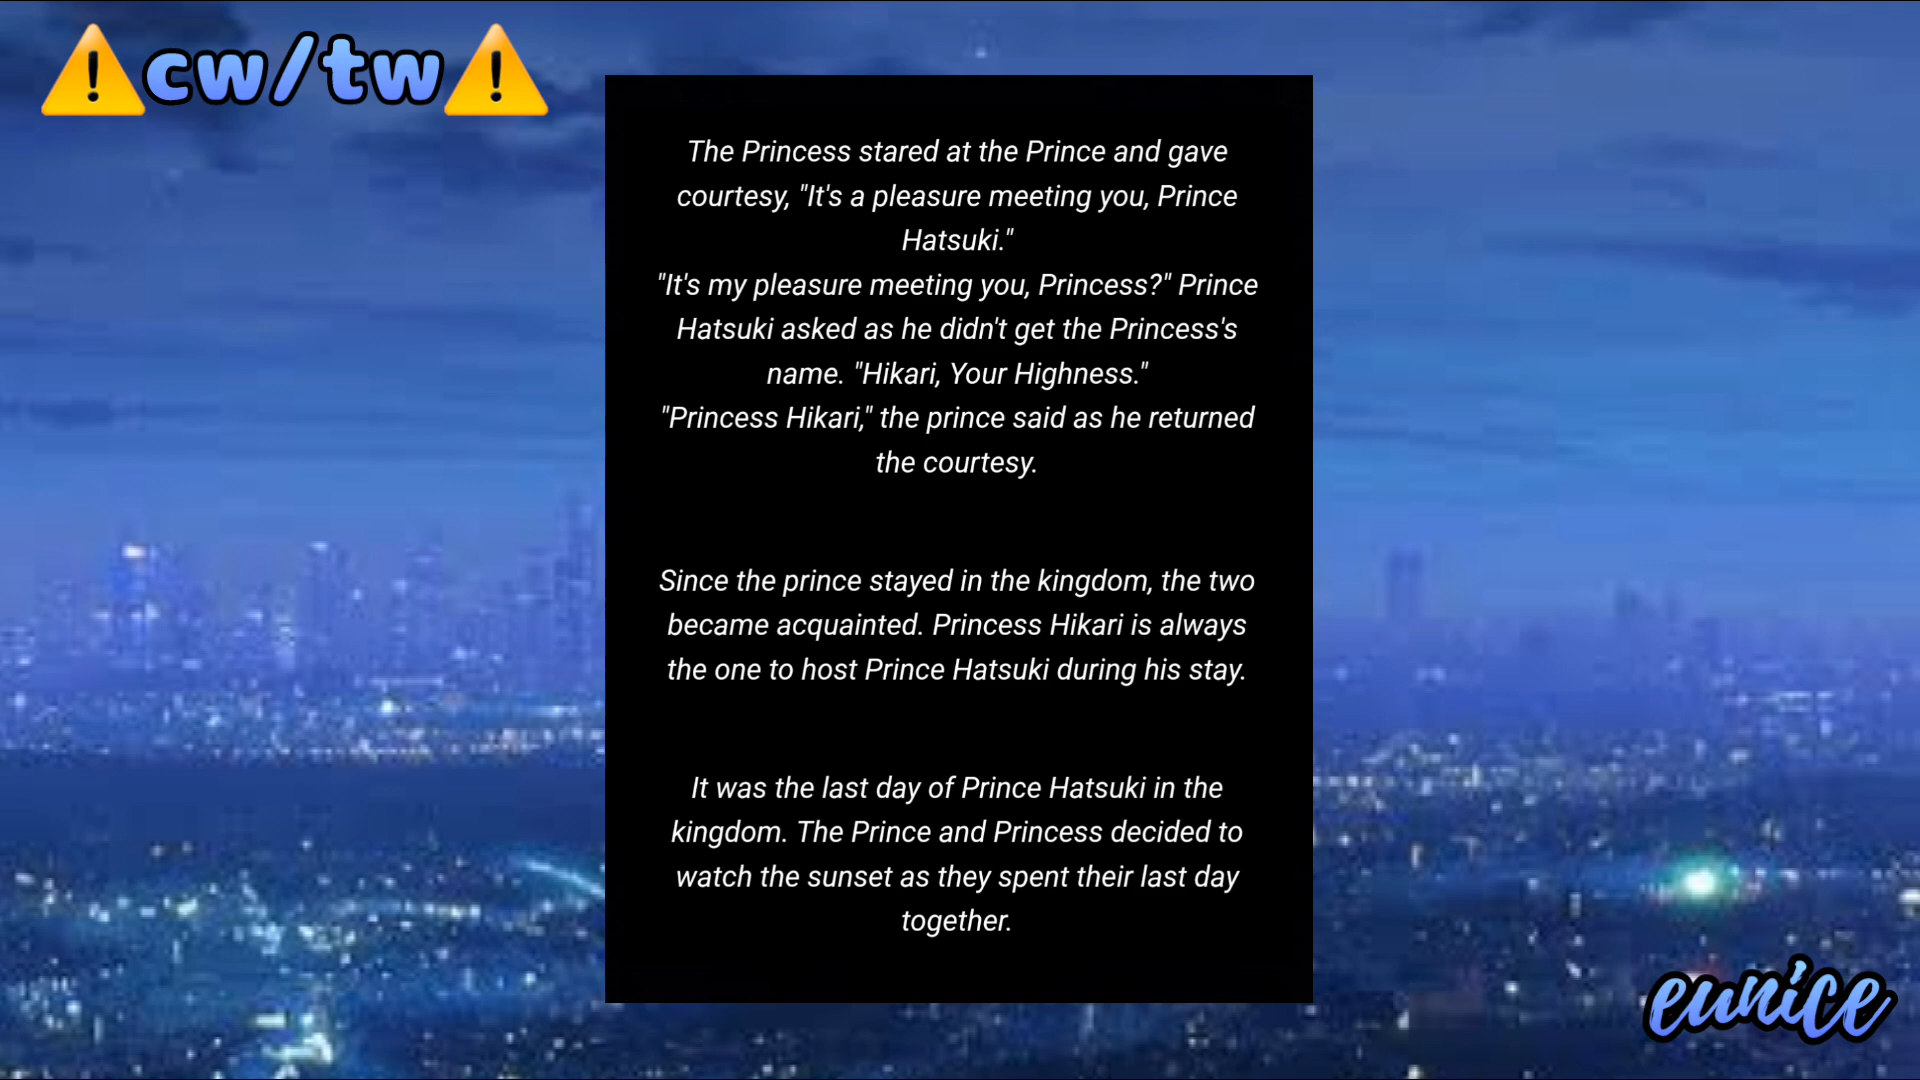 ⚠️cw/tw⚠️
The Princess stared at the Prince and gave
courtesy, "It's a pleasure meeting you, Prince
Hatsuki."
"It's my pleasure meeting you, Princess?" Prince
Hatsuki asked as he didn't get the Princess's
name. "Hikari, Your Highness."
"Princess Hikari," the prince said as he returned
the courtesy.
Since the prince stayed in the kingdom, the two
became acquainted. Princess Hikari is always
the one to host Prince Hatsuki during his stay.
It was the last day of Prince Hatsuki in the
kingdom. The Prince and Princess decided to
watch the sunset as they spent their last day
together.
eunice